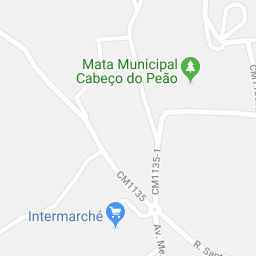 Mata Municipal
Cabeço do Peão
CM1135-1
CM1135
Intermarché
Av. Me
R. Sant